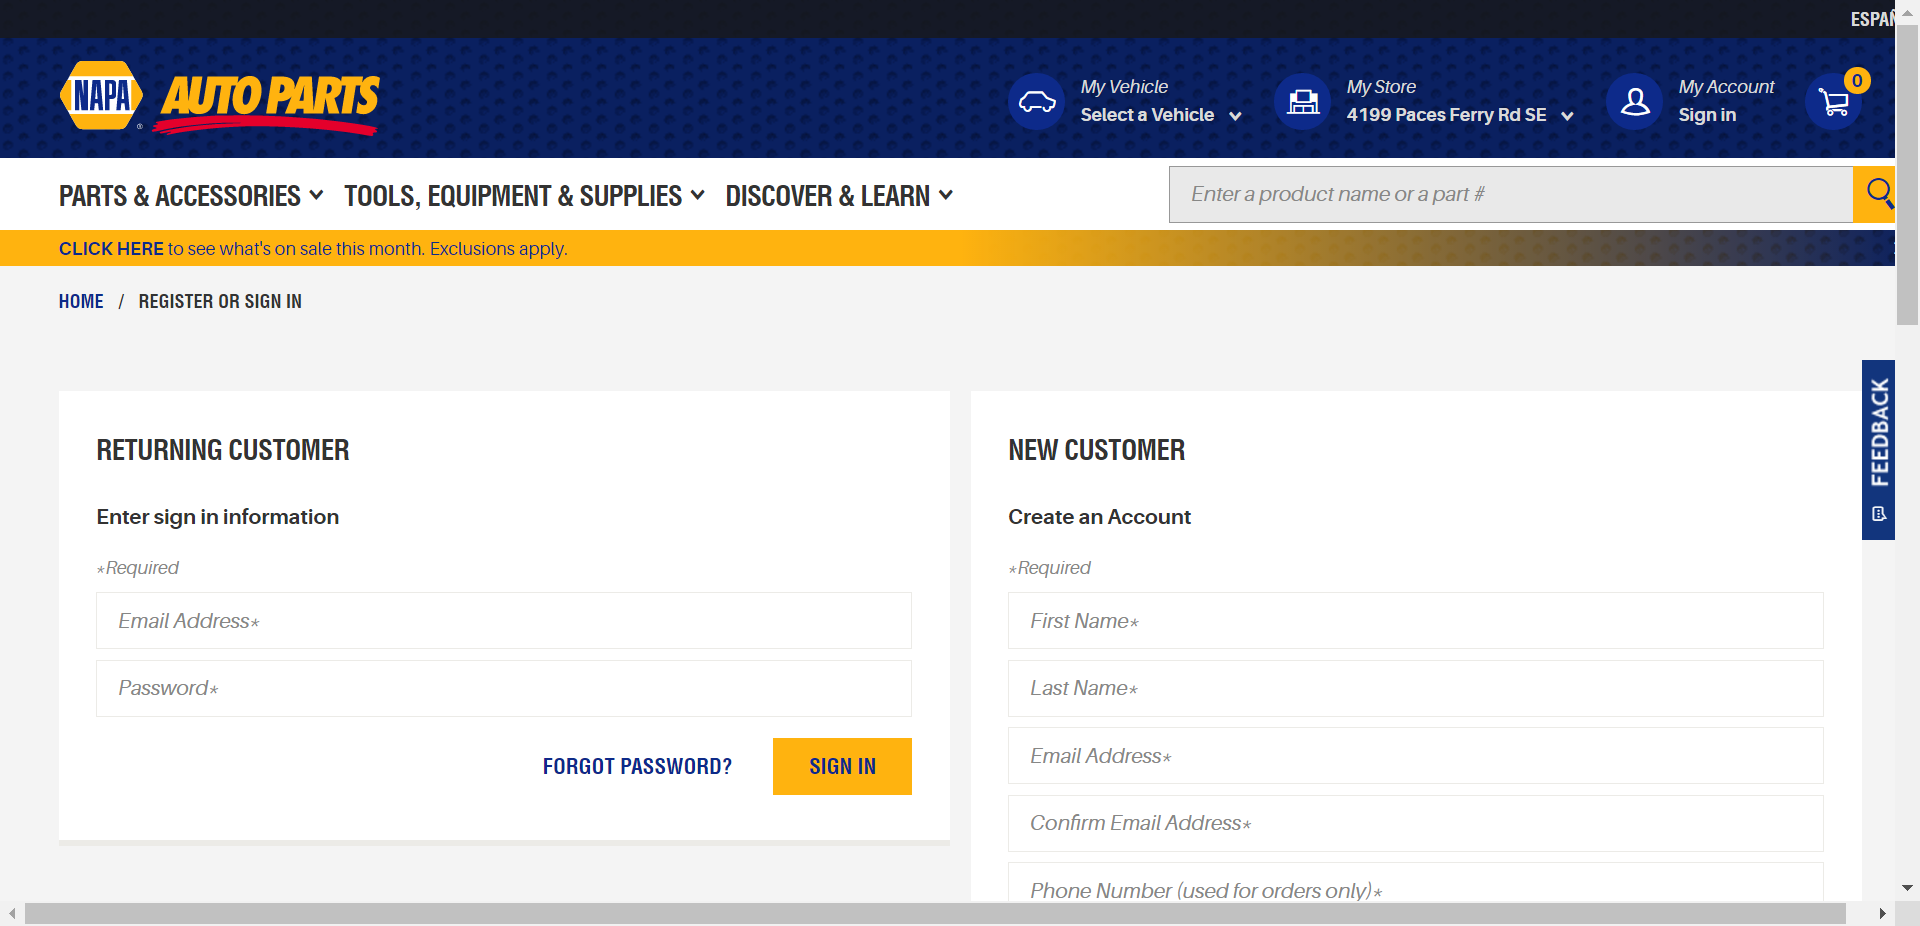 NAPA
AUTO PARTS
®
My Vehicle
Select a Vehicle
My Store
4199 Paces Ferry Rd SE
My Account
Sign in
0
PARTS & ACCESSORIES
TOOLS, EQUIPMENT & SUPPLIES
DISCOVER & LEARN
Enter a product name or a part #
CLICK HERE to see what's on sale this month. Exclusions apply.
HOME / REGISTER OR SIGN IN
RETURNING CUSTOMER
Enter sign in information
*Required
Email Address*
Password*
FORGOT PASSWORD?
SIGN IN
NEW CUSTOMER
Create an Account
*Required
First Name*
Last Name*
Email Address*
Confirm Email Address*
Phone Number (used for orders only)*
FEEDBACK